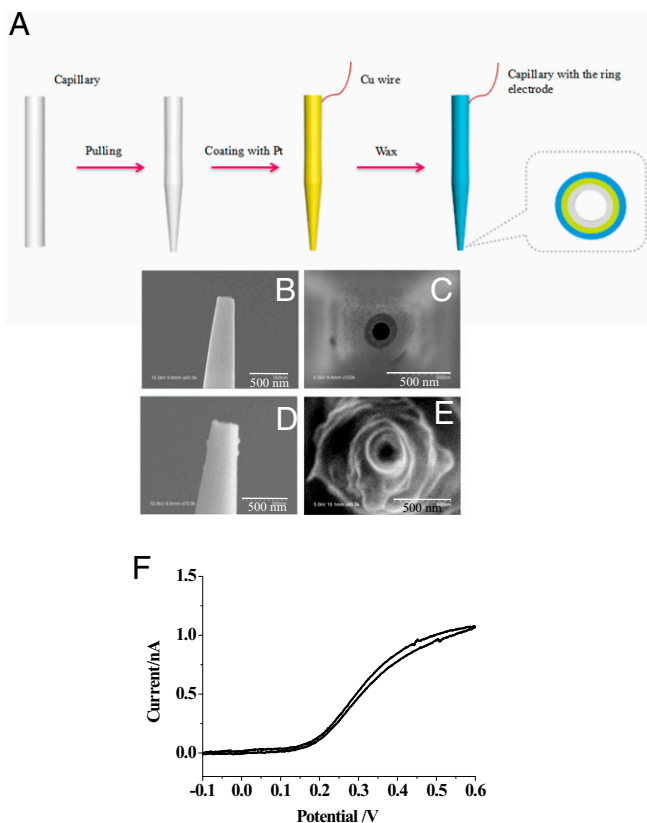 A
Capillary
Cu wire
Capillary with the ring
electrode
Pulling
Coating with Pt
Wax
B
500 nm
C
500 nm
D
500 nm
E
500 nm
F
1.5
1.0
0.5
0.0
Current/nA
-0.1 0.0 0.1 0.2 0.3 0.4 0.5 0.6
Potential /V